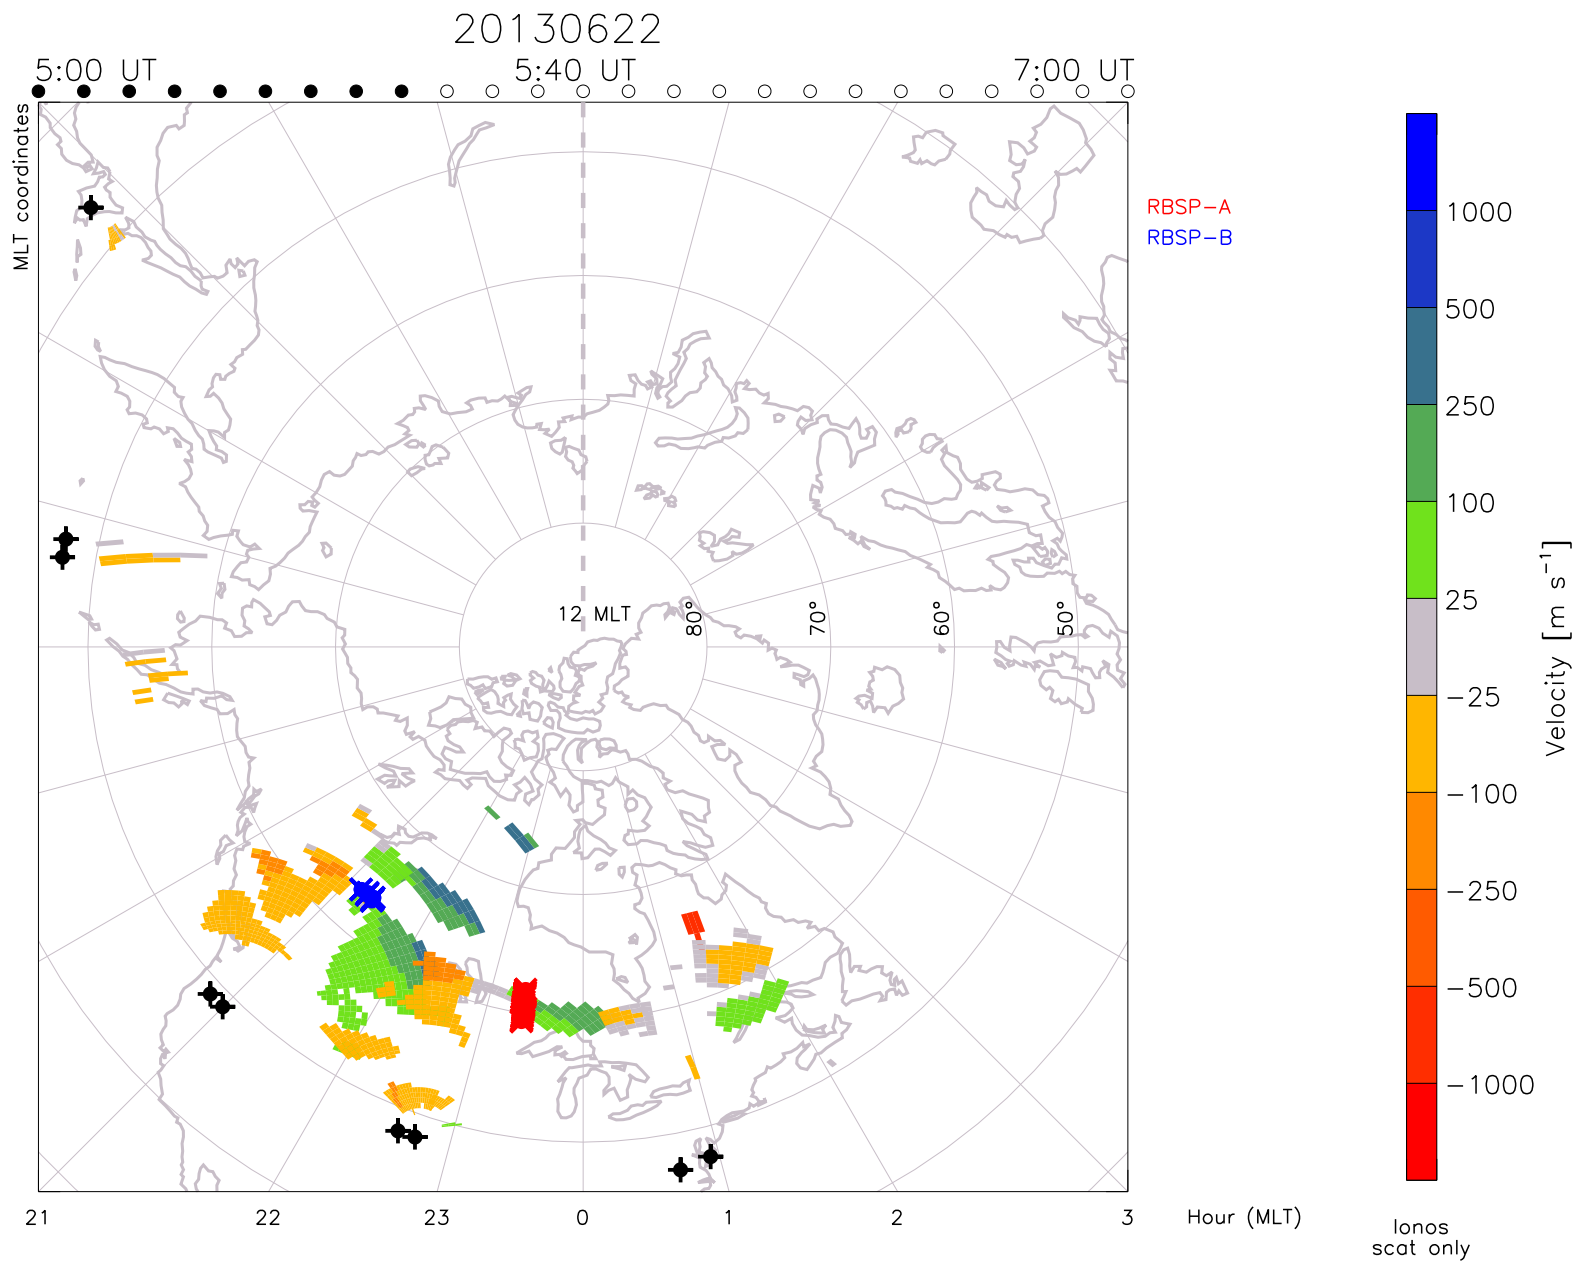 20130622
5:00 UT 5:40 UT 7:00 UT
MLT coordinates
RBSP-A
RBSP-B
12 MLT
80° 70° 60° 50°
21 22 23 0 1 2 3 Hour (MLT)
1000
500
250
100
25
-25
-100
-250
-500
-1000
Velocity [m s⁻¹]
Ionos
scat only